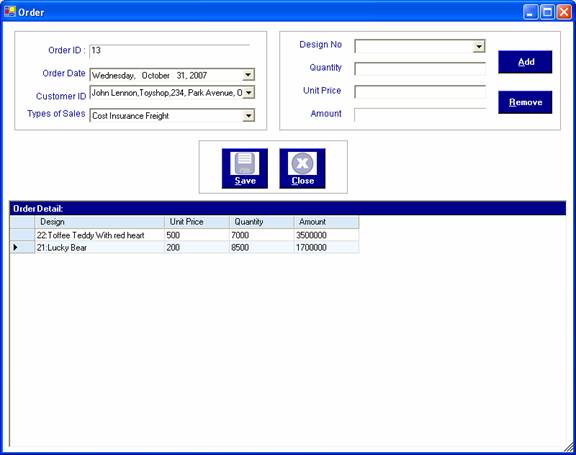 Order
Order ID : 13
Order Date Wednesday, October 31, 2007
Customer ID John Lennon,Toyshop,234, Park Avenue, O
Types of Sales Cost Insurance Freight
Design No
Quantity
Unit Price
Amount
Add
Remove
Save Close
Order Detail:
Design Unit Price Quantity Amount
22:Toffee Teddy With red heart 500 7000 3500000
21:Lucky Bear 200 8500 1700000